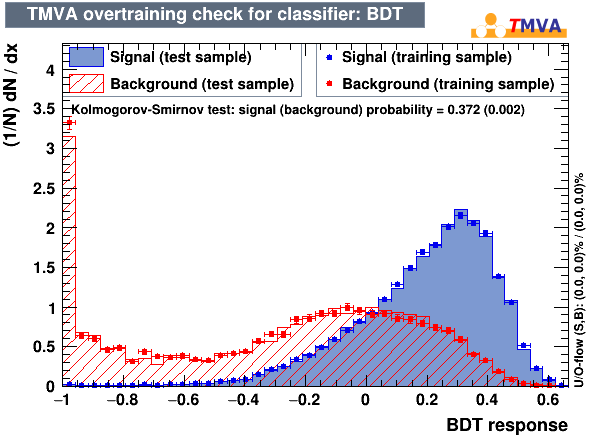 TMVA overtraining check for classifier: BDT
TMVA
(1/N) dN / dx
Signal (test sample)
Background (test sample)
Signal (training sample)
Background (training sample)
Kolmogorov-Smirnov test: signal (background) probability = 0.372 (0.002)
4
3.5
3
2.5
2
1.5
1
0.5
0
−1 −0.8 −0.6 −0.4 −0.2 0 0.2 0.4 0.6
BDT response
U/O-flow (S,B): (0.0, 0.0)% / (0.0, 0.0)%